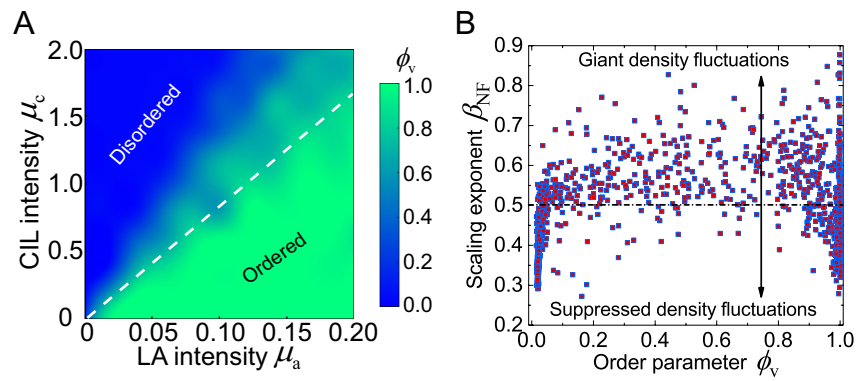 A
CIL intensity μc
2.0
1.5
1.0
0.5
0
Disordered
Ordered
0 0.05 0.10 0.15 0.20
LA intensity μa
ϕv
1.0
0.8
0.6
0.4
0.2
0.0
B
Scaling exponent βNF
0.9
0.8
0.7
0.6
0.5
0.4
0.3
0.2
Giant density fluctuations
Suppressed density fluctuations
0.0 0.2 0.4 0.6 0.8 1.0
Order parameter ϕv